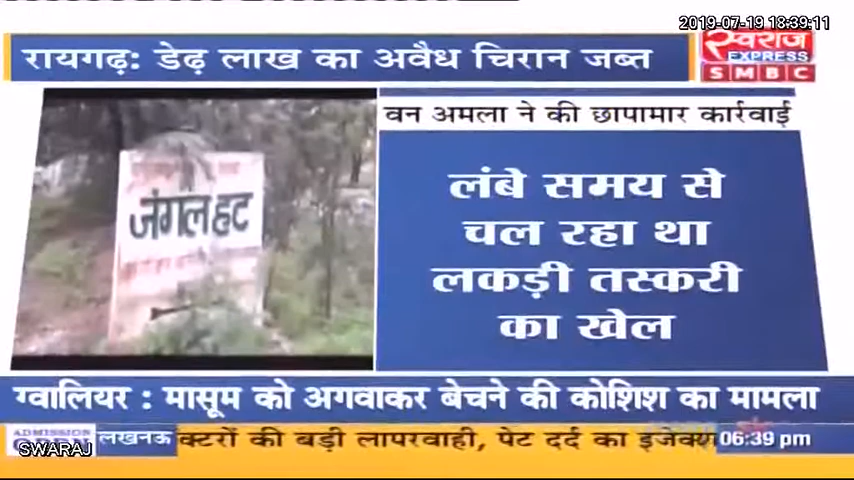 2019-07-19 18:39:11
रायगढ़: डेढ़ लाख का अवैध चिरान जब्त
स्वराज
EXPRESS
SMBC
वन अमला ने की छापामार कार्रवाई
जंगल हट
लंबे समय से
चल रहा था
लकड़ी तस्करी
का खेल
ग्वालियर : मासूम को अगवाकर बेचने की कोशिश का मामला
ADMISSION
SWARAJ
लखनऊ
क्टरों की बड़ी लापरवाही, पेट दर्द का इंजेक्श
06:39 pm